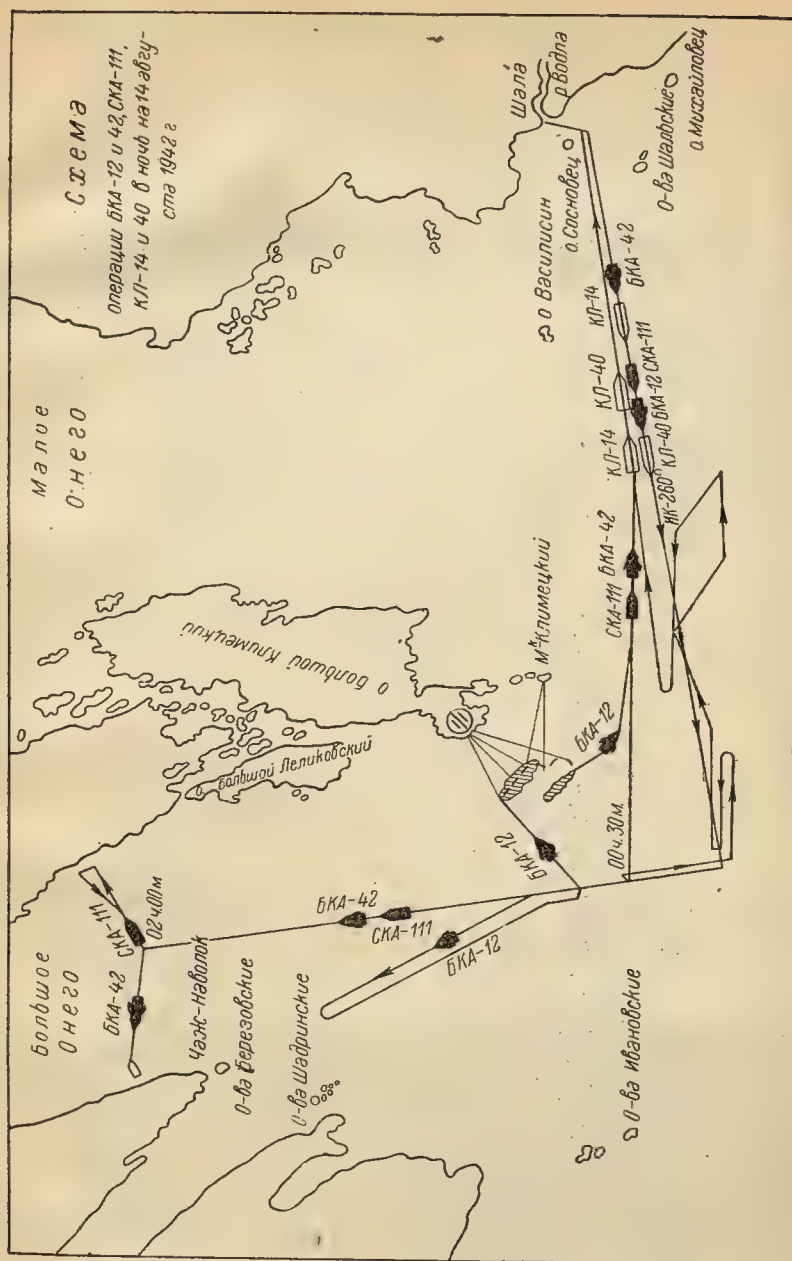 Схема
операции БКА-12 и 42, СКА-111,
КЛ-14 и 40 в ночь на 14 авгу-
ста 1942 г
Малое
Онего
Большое
Онего
Шала
р Водла
о. Сосновец
о Василисин
О-ва Шальские
о. Михайловец
БКА-42
КЛ-14
СКА-111
КЛ-40
БКА-12
КЛ-14
КЛ-40
ИК-260°
БКА-42
СКА-111
о Большой Климецкий
Мк Климецкий
о. Большой Леликовский
БКА-12
00 ч. 30 м.
БКА-12
БКА-42
СКА-111
БКА-12
СКА-111
02 ч. 00 м
БКА-42
Чаж-Наволок
О-ва Березовские
О-ва Шадринские
О-ва Ивановские